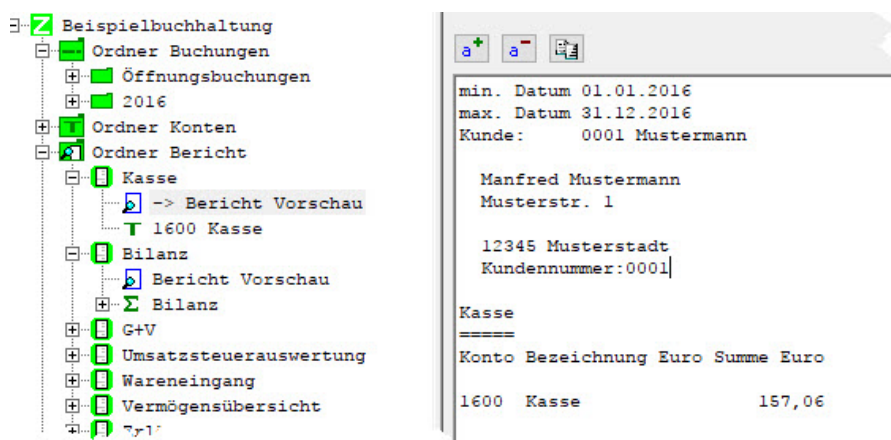 Beispielbuchhaltung
Ordner Buchungen
Öffnungsbuchungen
2016
Ordner Konten
Ordner Bericht
Kasse
-> Bericht Vorschau
1600 Kasse
Bilanz
Bericht Vorschau
Σ Bilanz
G+V
Umsatzsteuerauswertung
Wareneingang
Vermögensübersicht
a+ a-
min. Datum 01.01.2016
max. Datum 31.12.2016
Kunde: 0001 Mustermann
Manfred Mustermann
Musterstr. 1
12345 Musterstadt
Kundennummer:0001
Kasse
=====
Konto Bezeichnung Euro Summe Euro
1600 Kasse 157,06